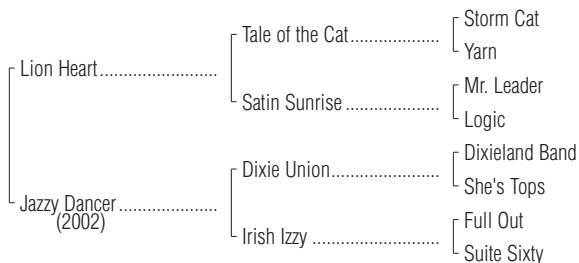 Storm Cat
Tale of the Cat....................
Yarn
Lion Heart..........................
Mr. Leader
Satin Sunrise.....................
Logic
Dixieland Band
Dixie Union........................
She's Tops
Jazzy Dancer......................
(2002)
Full Out
Irish Izzy............................
Suite Sixty